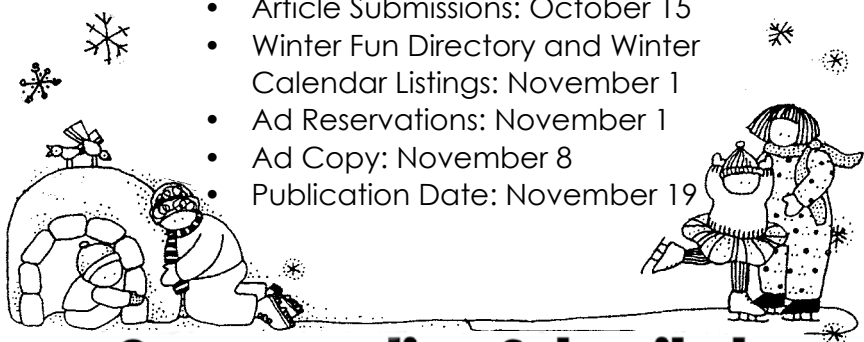 • Article Submissions: October 15
• Winter Fun Directory and Winter
Calendar Listings: November 1
• Ad Reservations: November 1
• Ad Copy: November 8
• Publication Date: November 19